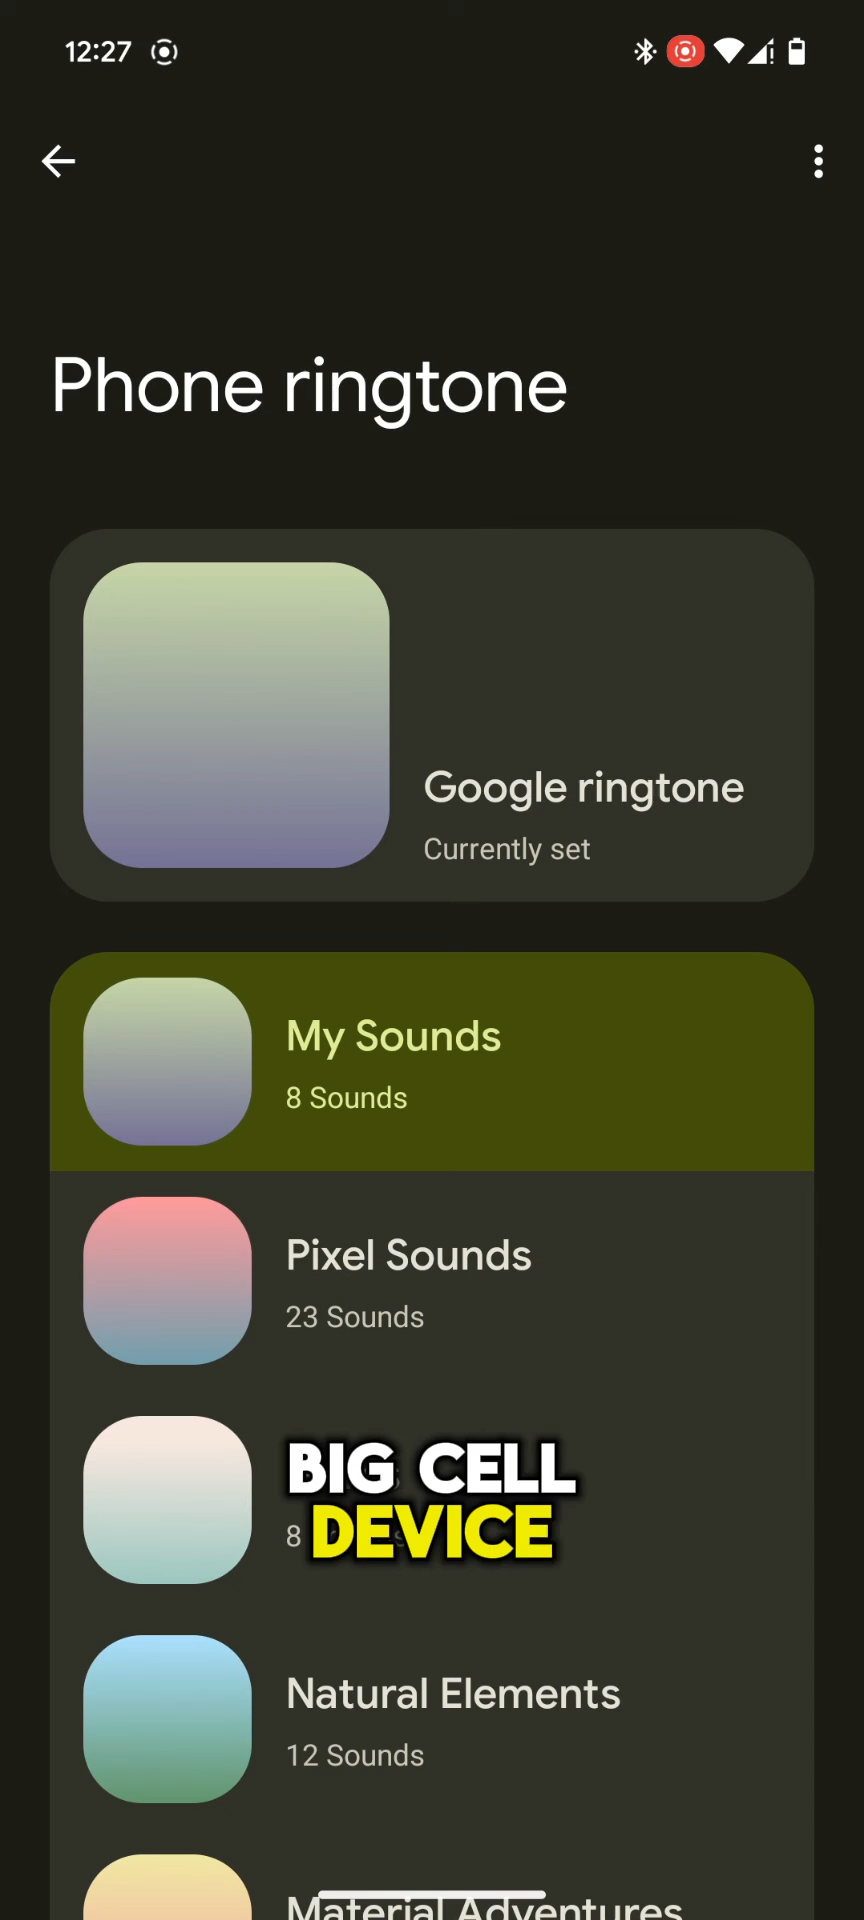 12:27
Phone ringtone
Google ringtone
Currently set
My Sounds
8 Sounds
Pixel Sounds
23 Sounds
BIG CELL
8
DEVICE
Natural Elements
12 Sounds
Material Adventures